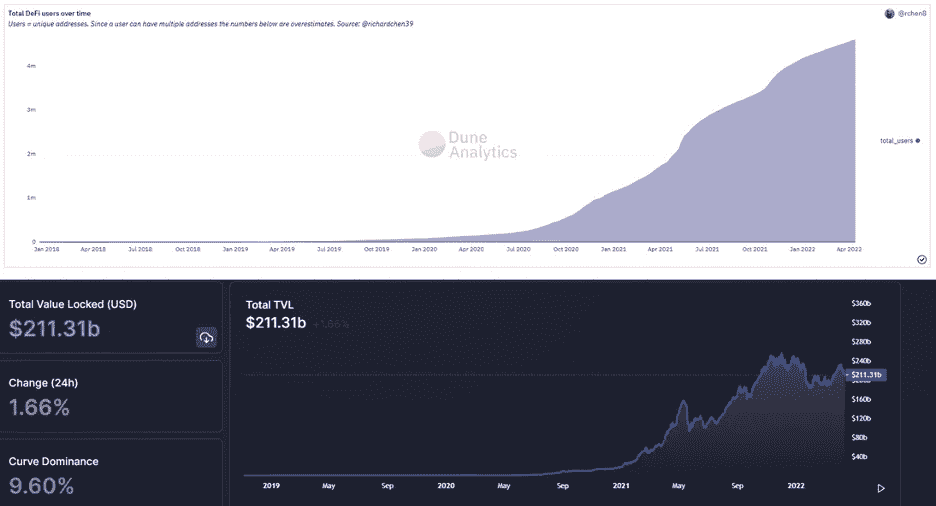 Total DeFi users over time
@rchen8
Users = unique addresses. Since a user can have multiple addresses the numbers below are overestimates. Source: @richardchen39
4m
3m
2m
1m
0
Dune
Analytics
total_users
Jan 2018 Apr 2018 Jul 2018 Oct 2018 Jan 2019 Apr 2019 Jul 2019 Oct 2019 Jan 2020 Apr 2020 Jul 2020 Oct 2020 Jan 2021 Apr 2021 Jul 2021 Oct 2021 Jan 2022 Apr 2022
Total Value Locked (USD)
$211.31b
Change (24h)
1.66%
Curve Dominance
9.60%
Total TVL
$211.31b +1.66%
$360b
$320b
$280b
$240b
$211.31b
$160b
$120b
$80b
$40b
2019 May Sep 2020 May Sep 2021 May Sep 2022